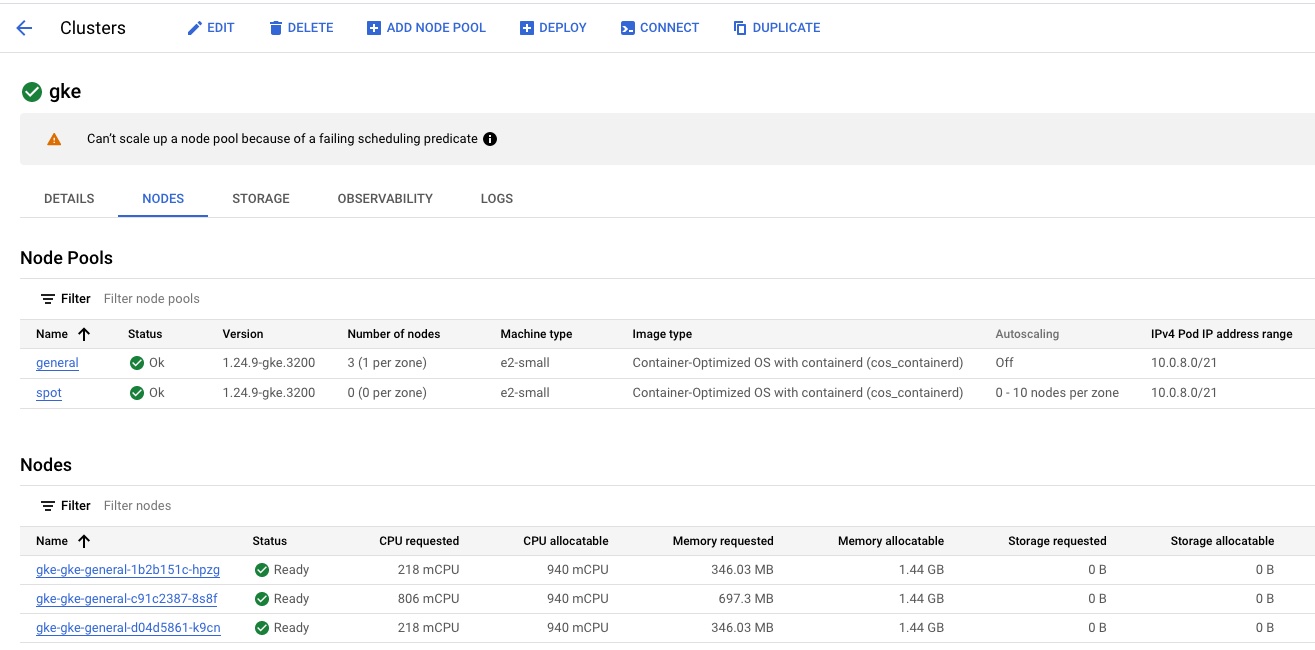 Clusters EDIT DELETE ADD NODE POOL DEPLOY CONNECT DUPLICATE
gke
Can't scale up a node pool because of a failing scheduling predicate
DETAILS NODES STORAGE OBSERVABILITY LOGS
Node Pools
Filter Filter node pools
Name Status Version Number of nodes Machine type Image type Autoscaling IPv4 Pod IP address range
general Ok 1.24.9-gke.3200 3 (1 per zone) e2-small Container-Optimized OS with containerd (cos_containerd) Off 10.0.8.0/21
spot Ok 1.24.9-gke.3200 0 (0 per zone) e2-small Container-Optimized OS with containerd (cos_containerd) 0 - 10 nodes per zone 10.0.8.0/21
Nodes
Filter Filter nodes
Name Status CPU requested CPU allocatable Memory requested Memory allocatable Storage requested Storage allocatable
gke-gke-general-1b2b151c-hpzg Ready 218 mCPU 940 mCPU 346.03 MB 1.44 GB 0 B 0 B
gke-gke-general-c91c2387-8s8f Ready 806 mCPU 940 mCPU 697.3 MB 1.44 GB 0 B 0 B
gke-gke-general-d04d5861-k9cn Ready 218 mCPU 940 mCPU 346.03 MB 1.44 GB 0 B 0 B